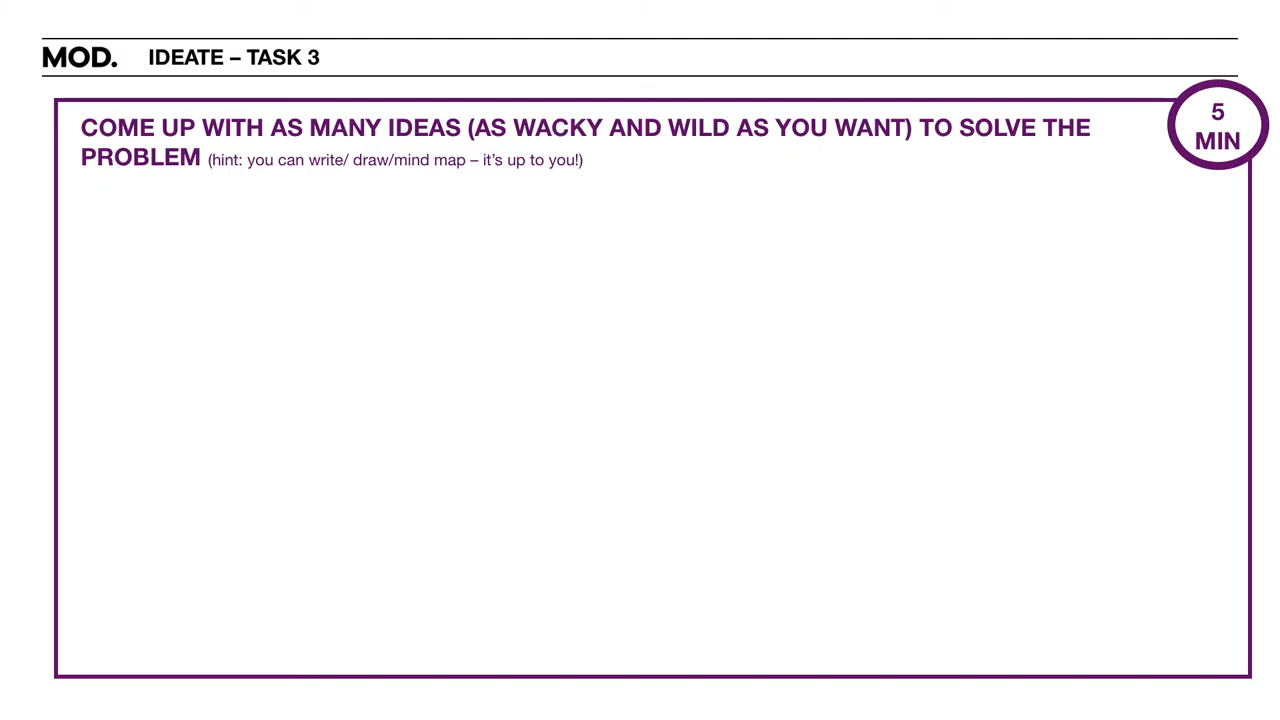 MOD. IDEATE – TASK 3
5
MIN
COME UP WITH AS MANY IDEAS (AS WACKY AND WILD AS YOU WANT) TO SOLVE THE
PROBLEM (hint: you can write/ draw/mind map – it’s up to you!)